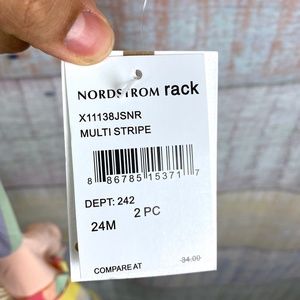 NORDSTROM rack
X11138JSNR
MULTI STRIPE
8 86785 15371 7
DEPT: 242
2 PC
24M
COMPARE AT 34.00